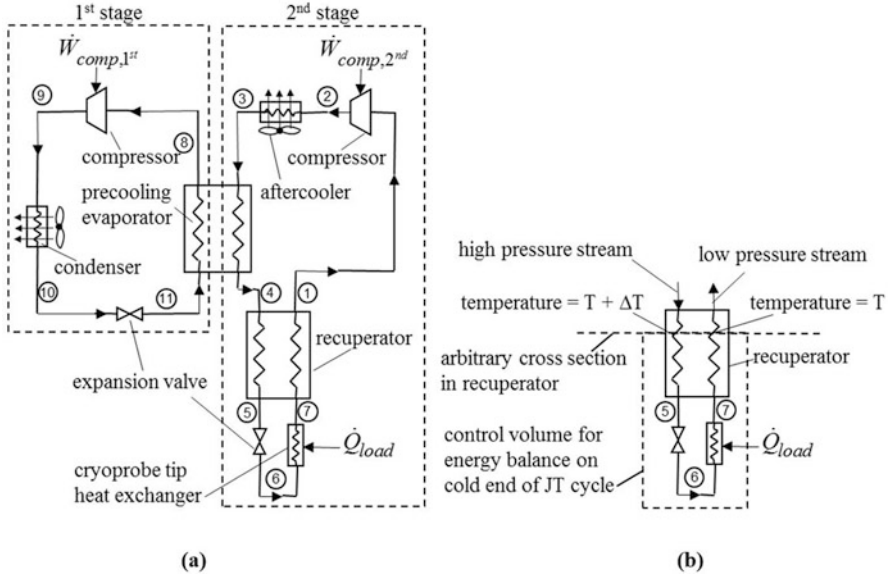 1st stage
2nd stage
Ẇcomp,1st
Ẇcomp,2nd
9
3
2
compressor
8
compressor
precooling
evaporator
aftercooler
condenser
10
11
4
1
recuperator
expansion valve
5
7
Q̇load
cryoprobe tip
heat exchanger
6
(a)
high pressure stream
low pressure stream
temperature = T + ΔT
temperature = T
arbitrary cross section
in recuperator
recuperator
5
7
control volume for
energy balance on
cold end of JT cycle
Q̇load
6
(b)